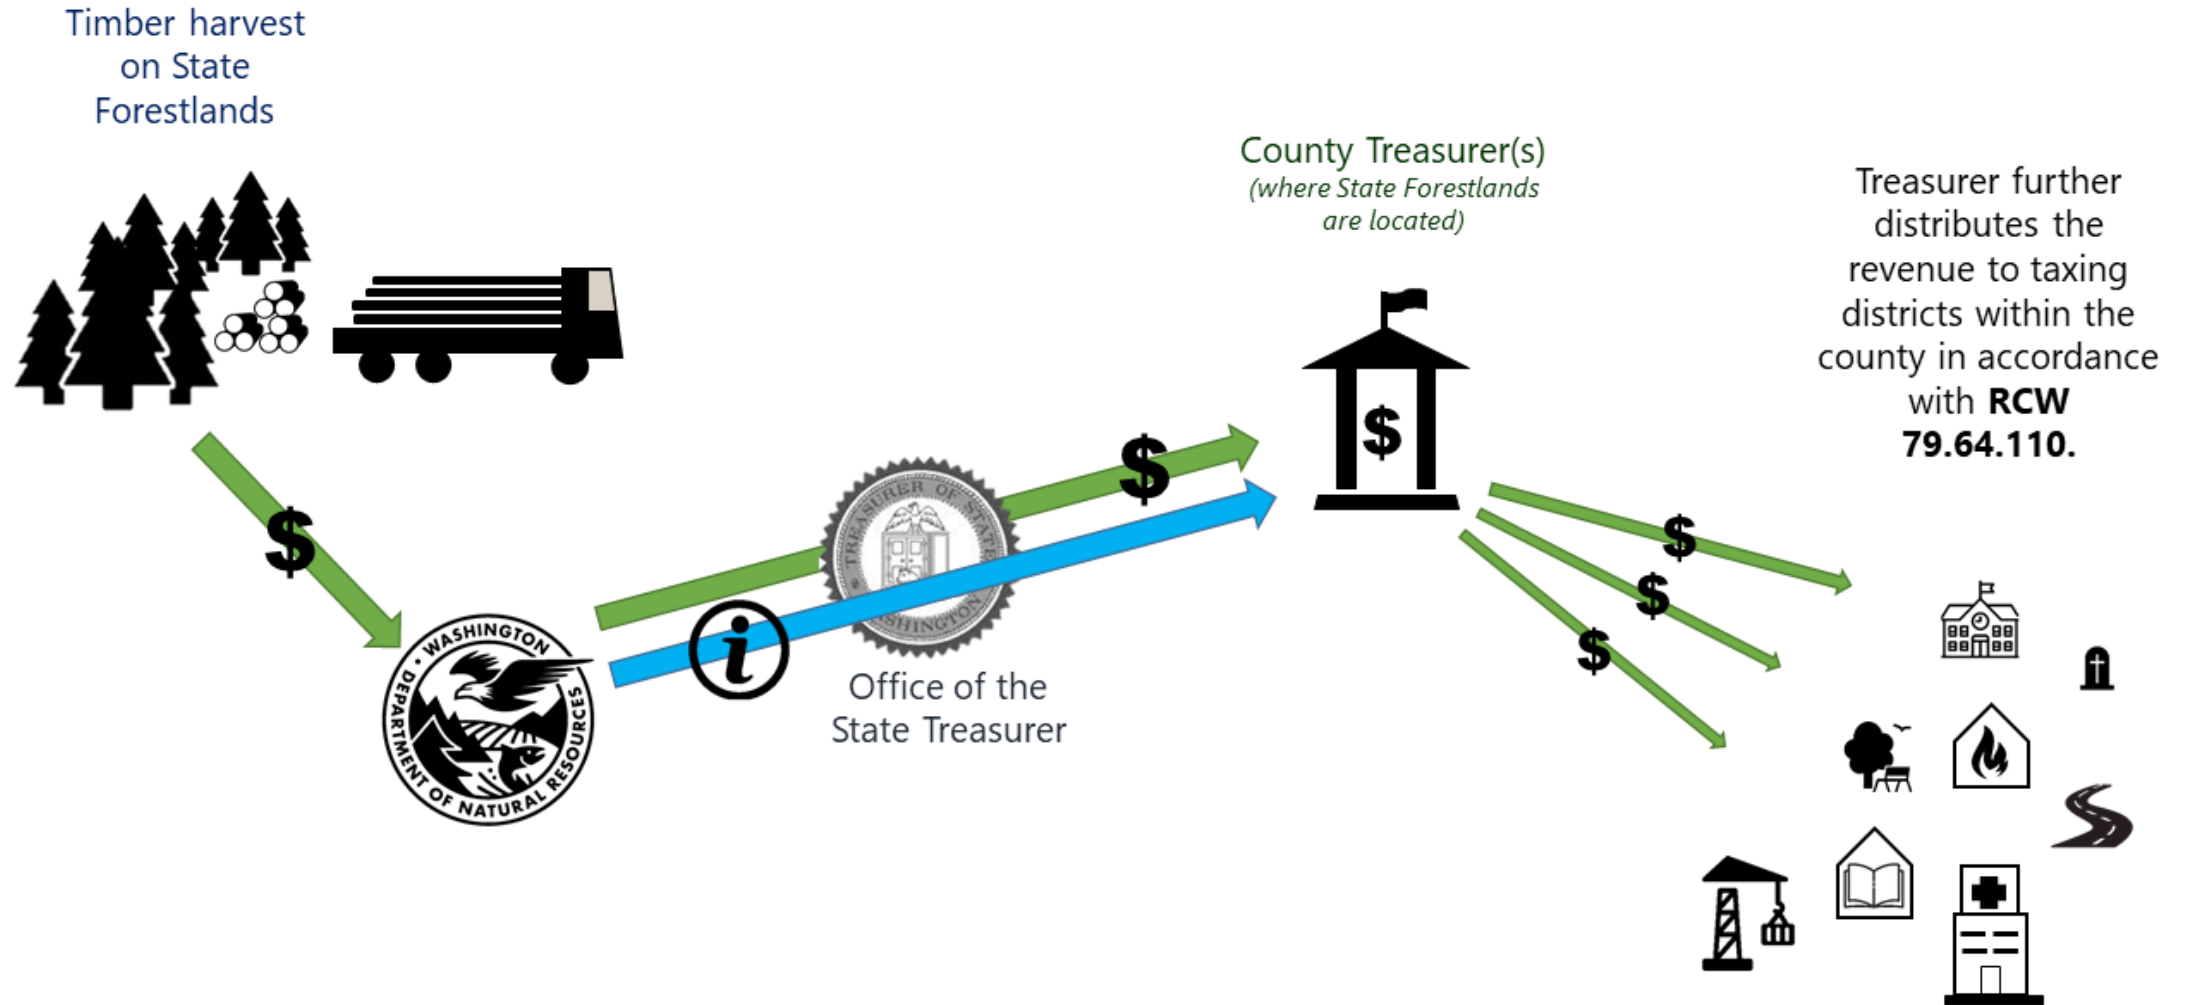 Timber harvest
on State
Forestlands
County Treasurer(s)
(where State Forestlands
are located)
Treasurer further
distributes the
revenue to taxing
districts within the
county in accordance
with RCW
79.64.110.
$
$
$
$
$
$
TREASURER OF STATE
WASHINGTON
i
Office of the
State Treasurer
WASHINGTON
DEPARTMENT OF NATURAL RESOURCES